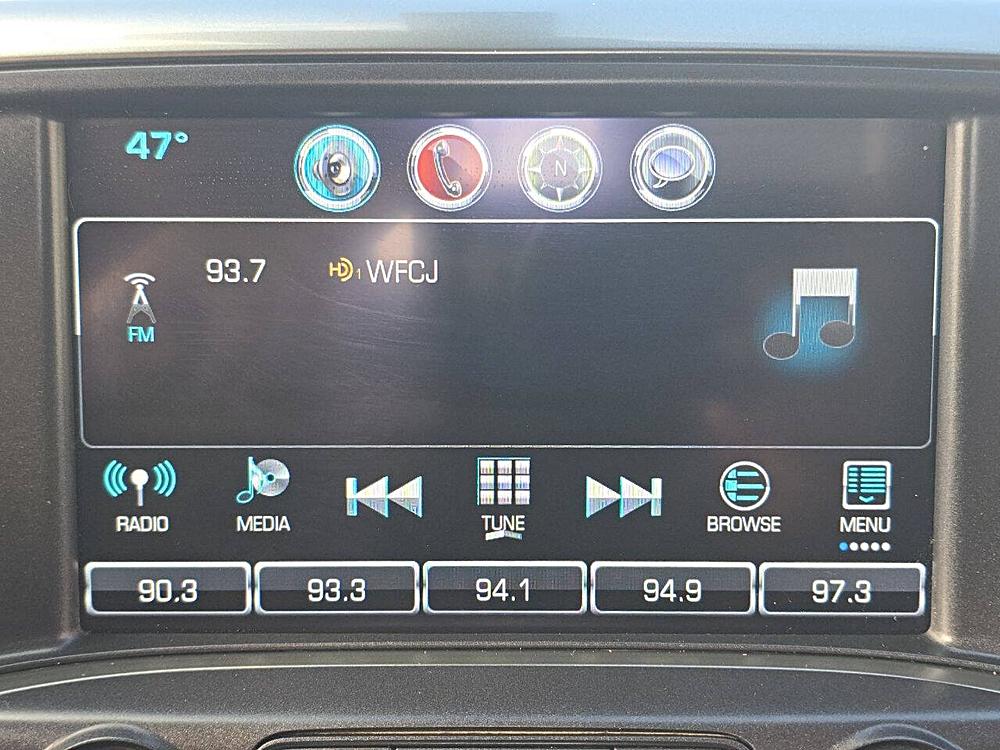 47°
N
93.7 HD1 WFCJ
FM
RADIO MEDIA TUNE BROWSE MENU
90.3 93.3 94.1 94.9 97.3